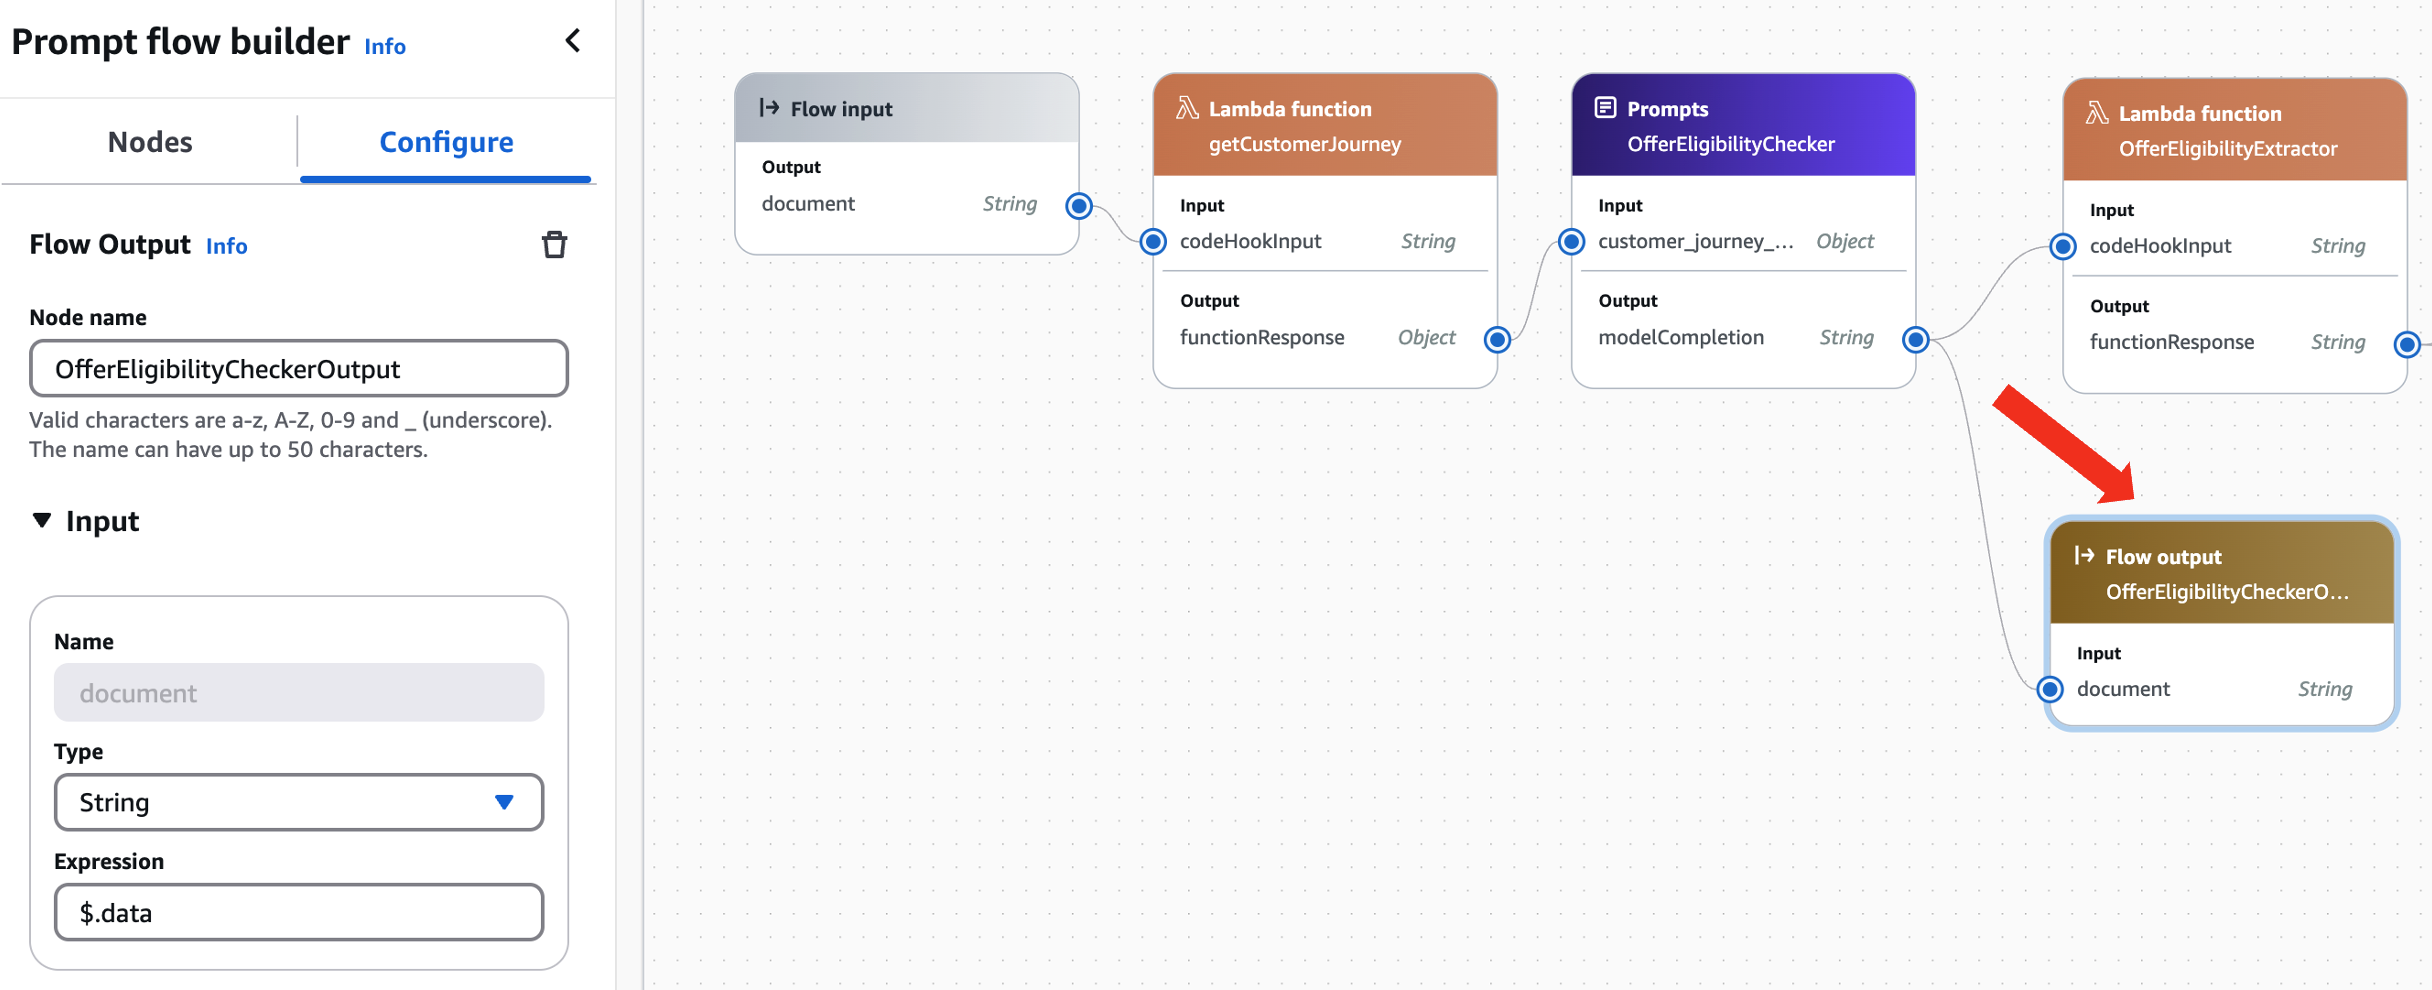 Prompt flow builder Info
Nodes
Configure
Flow Output Info
Node name
OfferEligibilityCheckerOutput
Valid characters are a-z, A-Z, 0-9 and _ (underscore).
The name can have up to 50 characters.
Input
Name
document
Type
String
Expression
$.data
Flow input
Output
document String
Lambda function
getCustomerJourney
Input
codeHookInput String
Output
functionResponse Object
Prompts
OfferEligibilityChecker
Input
customer_journey_... Object
Output
modelCompletion String
Lambda function
OfferEligibilityExtractor
Input
codeHookInput String
Output
functionResponse String
Flow output
OfferEligibilityCheckerO...
Input
document String